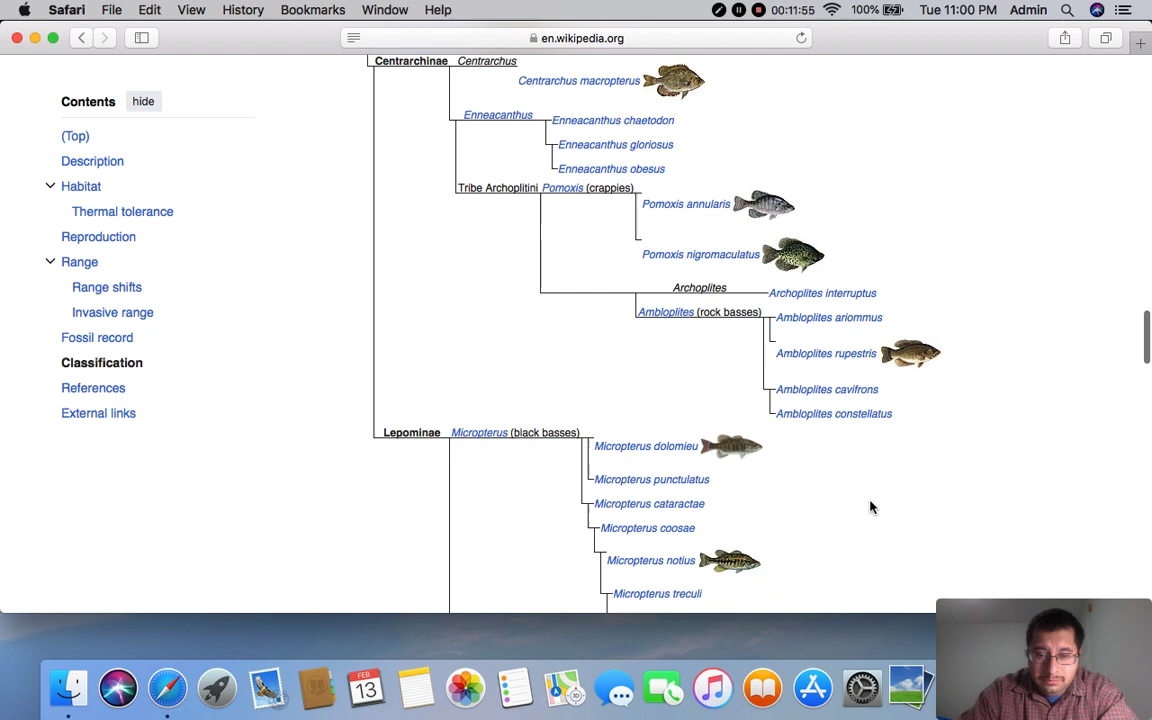 Safari File Edit View History Bookmarks Window Help 00:11:55 100% Tue 11:00 PM Admin
en.wikipedia.org
Contents hide
(Top)
Description
Habitat
Thermal tolerance
Reproduction
Range
Range shifts
Invasive range
Fossil record
Classification
References
External links
Centrarchinae Centrarchus
Centrarchus macropterus
Enneacanthus
Enneacanthus chaetodon
Enneacanthus gloriosus
Enneacanthus obesus
Tribe Archoplitini Pomoxis (crappies)
Pomoxis annularis
Pomoxis nigromaculatus
Archoplites
Archoplites interruptus
Ambloplites (rock basses)
Ambloplites ariommus
Ambloplites rupestris
Ambloplites cavifrons
Ambloplites constellatus
Lepominae Micropterus (black basses)
Micropterus dolomieu
Micropterus punctulatus
Micropterus cataractae
Micropterus coosae
Micropterus notius
Micropterus treculi
FEB
13